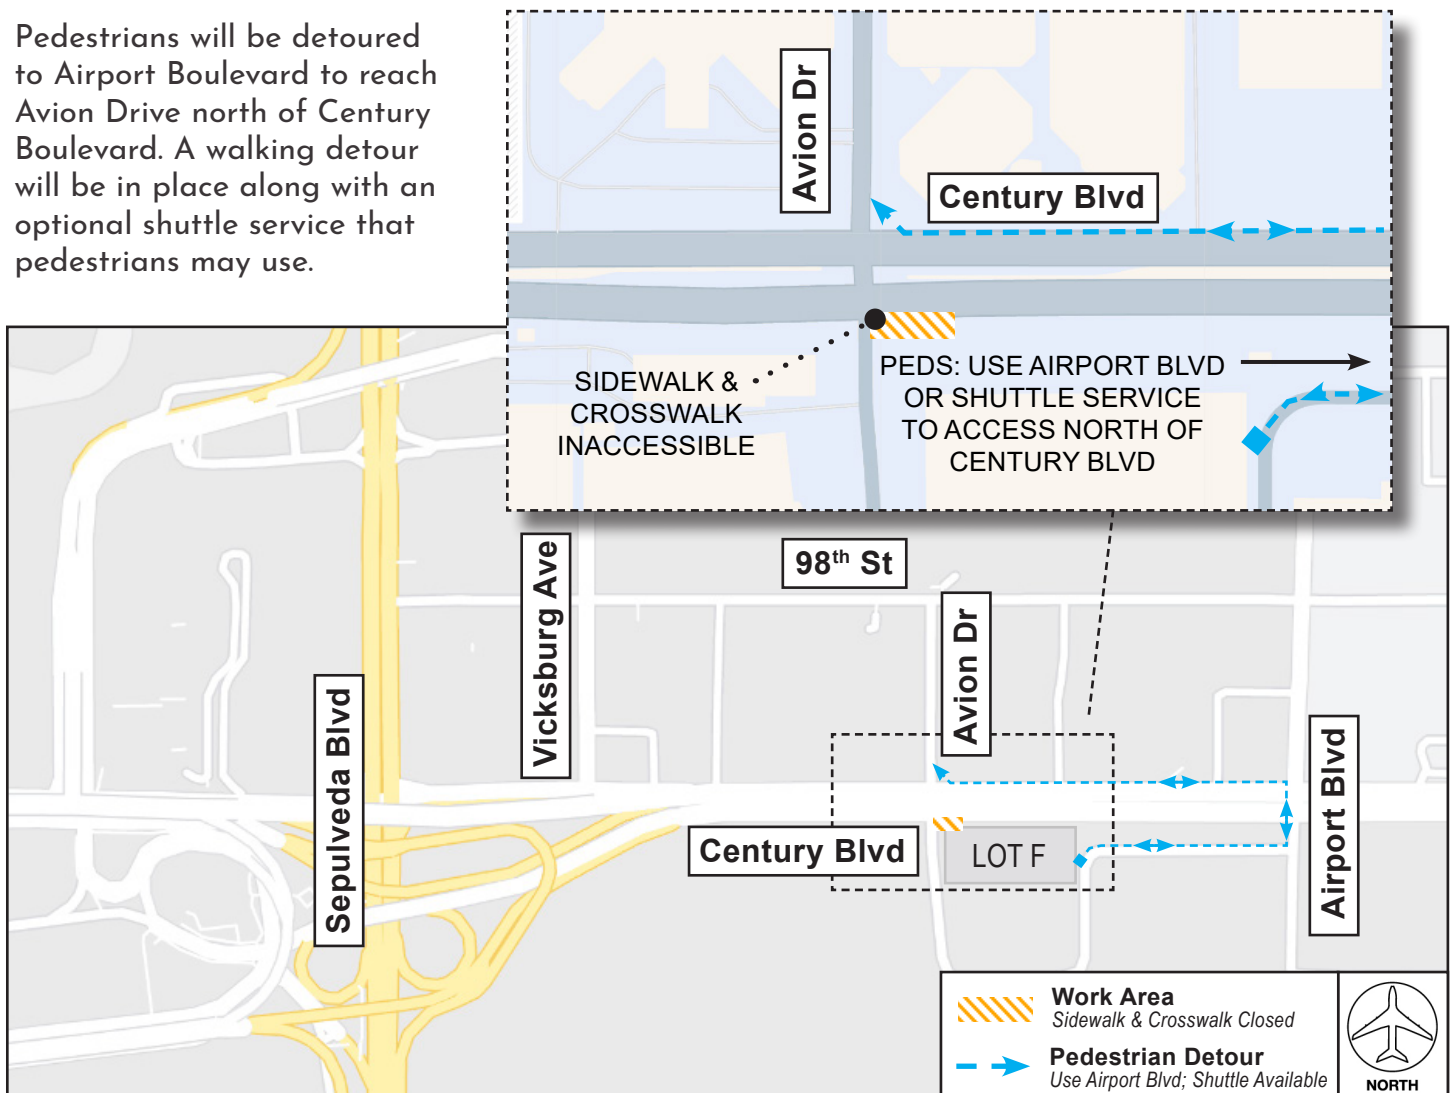 Pedestrians will be detoured
to Airport Boulevard to reach
Avion Drive north of Century
Boulevard. A walking detour
will be in place along with an
optional shuttle service that
pedestrians may use.
Avion Dr
Century Blvd
SIDEWALK &
CROSSWALK
INACCESSIBLE
PEDS: USE AIRPORT BLVD
OR SHUTTLE SERVICE
TO ACCESS NORTH OF
CENTURY BLVD
98th St
Vicksburg Ave
Avion Dr
Sepulveda Blvd
Airport Blvd
Century Blvd
LOT F
Work Area
Sidewalk & Crosswalk Closed
Pedestrian Detour
Use Airport Blvd; Shuttle Available
NORTH